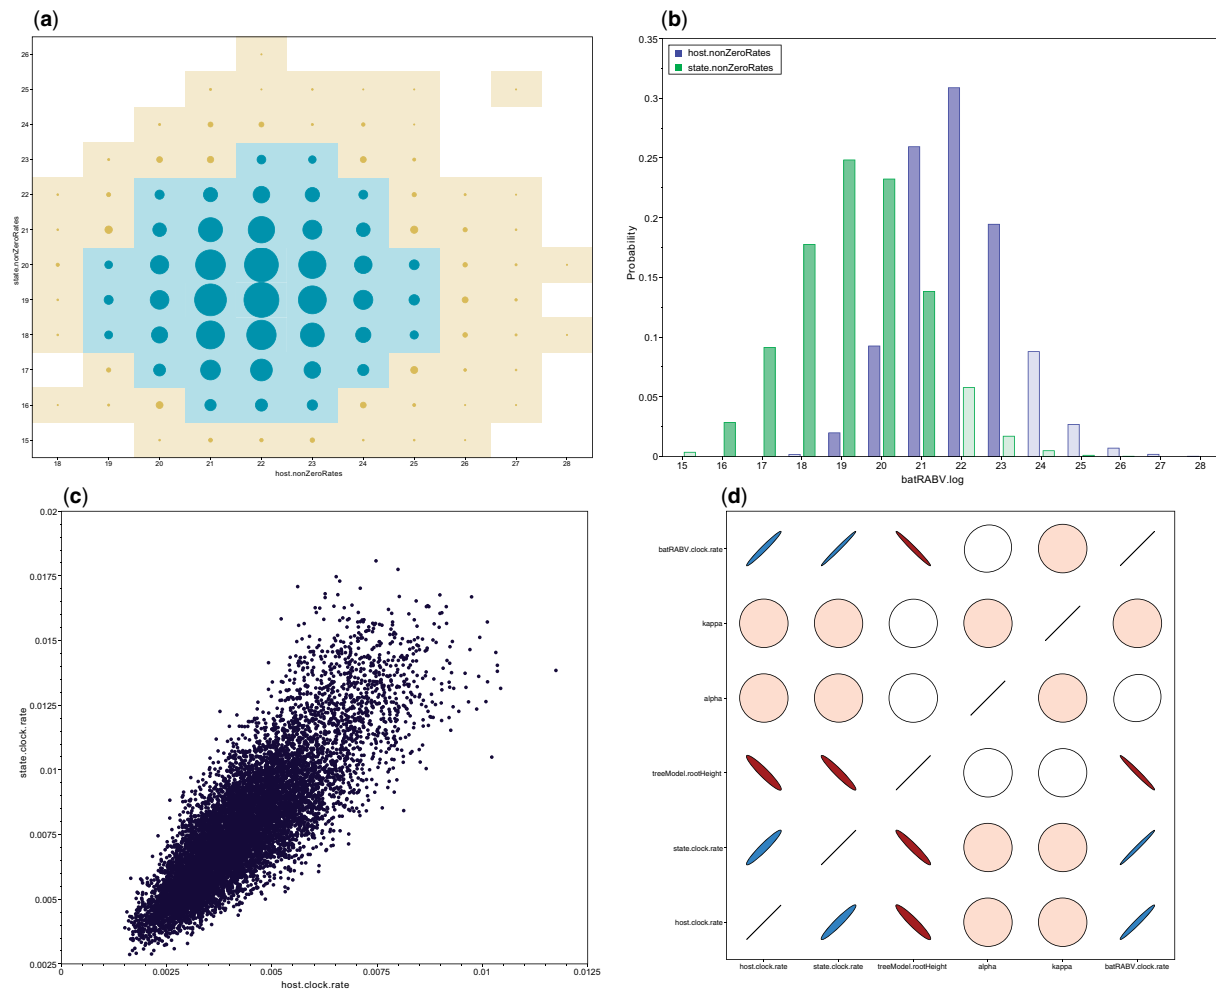 (a)
26
25
24
23
22
21
20
19
18
17
16
15
state.nonZeroRates
18 19 20 21 22 23 24 25 26 27 28
host.nonZeroRates
(b)
host.nonZeroRates
state.nonZeroRates
0.35
0.3
0.25
0.2
0.15
0.1
0.05
0
Probability
15 16 17 18 19 20 21 22 23 24 25 26 27 28
batRABV.log
(c)
0.02
0.0175
0.015
0.0125
0.01
0.0075
0.005
0.0025
state.clock.rate
0 0.0025 0.005 0.0075 0.01 0.0125
host.clock.rate
(d)
batRABV.clock.rate
kappa
alpha
treeModel.rootHeight
state.clock.rate
host.clock.rate
host.clock.rate state.clock.rate treeModel.rootHeight alpha kappa batRABV.clock.rate